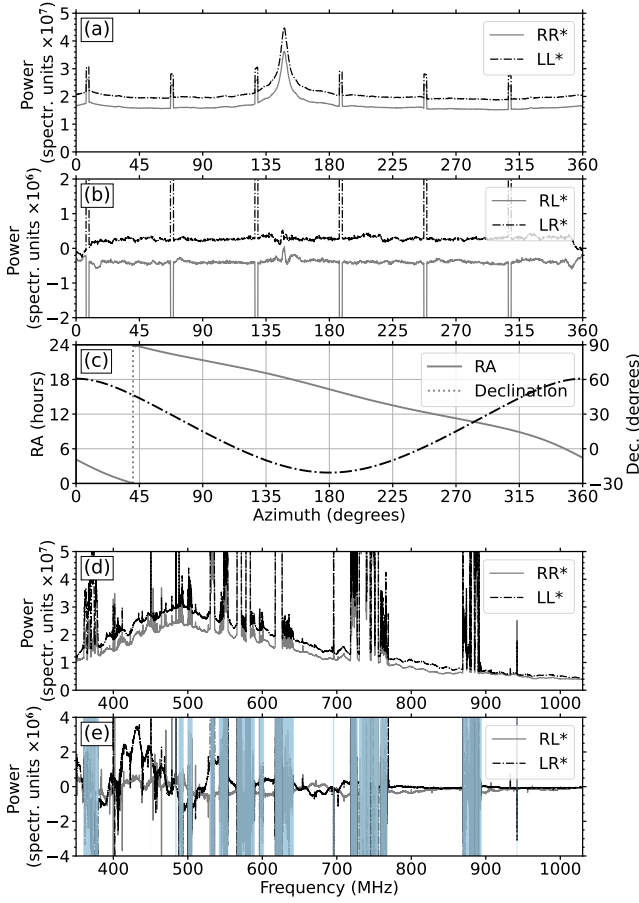 (a)
RR*
LL*
Power
(spectr. units ×10⁷)
5
4
3
2
1
0
0 45 90 135 180 225 270 315 360
(b)
RL*
LR*
Power
(spectr. units ×10⁶)
2
1
0
−1
−2
0 45 90 135 180 225 270 315 360
(c)
RA
Declination
RA (hours)
24
18
12
6
0
90
60
30
0
−30
Dec. (degrees)
0 45 90 135 180 225 270 315 360
Azimuth (degrees)
(d)
RR*
LL*
Power
(spectr. units ×10⁷)
5
4
3
2
1
0
400 500 600 700 800 900 1000
(e)
RL*
LR*
Power
(spectr. units ×10⁶)
4
2
0
−2
−4
400 500 600 700 800 900 1000
Frequency (MHz)